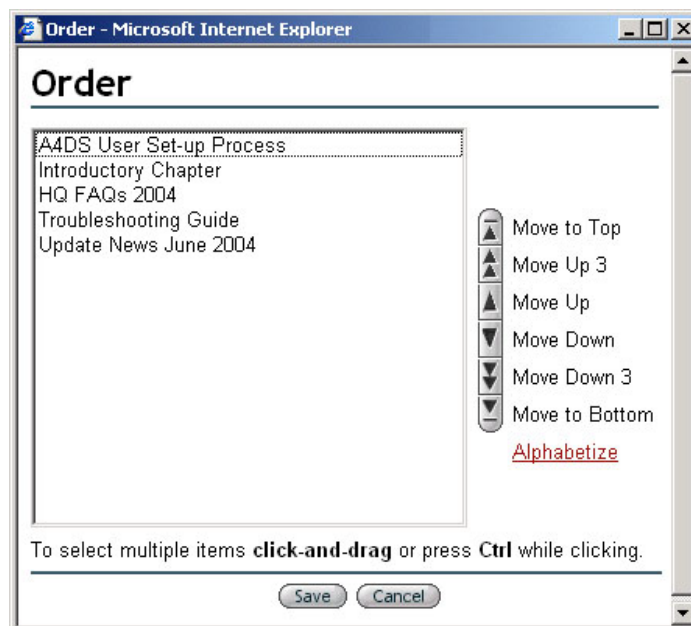 Order - Microsoft Internet Explorer
Order
A4DS User Set-up Process
Introductory Chapter
HQ FAQs 2004
Troubleshooting Guide
Update News June 2004
Move to Top
Move Up 3
Move Up
Move Down
Move Down 3
Move to Bottom
Alphabetize
To select multiple items click-and-drag or press Ctrl while clicking.
Save Cancel